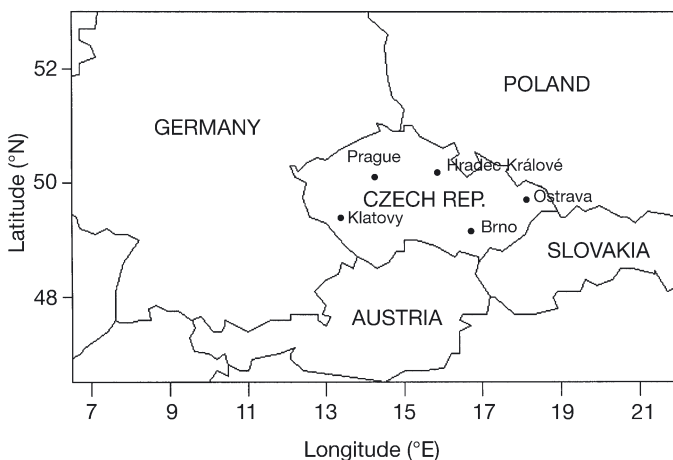 52
50
48
Latitude (°N)
POLAND
GERMANY
Prague
Hradec Králové
CZECH REP.
Ostrava
Klatovy
Brno
SLOVAKIA
AUSTRIA
7 9 11 13 15 17 19 21
Longitude (°E)